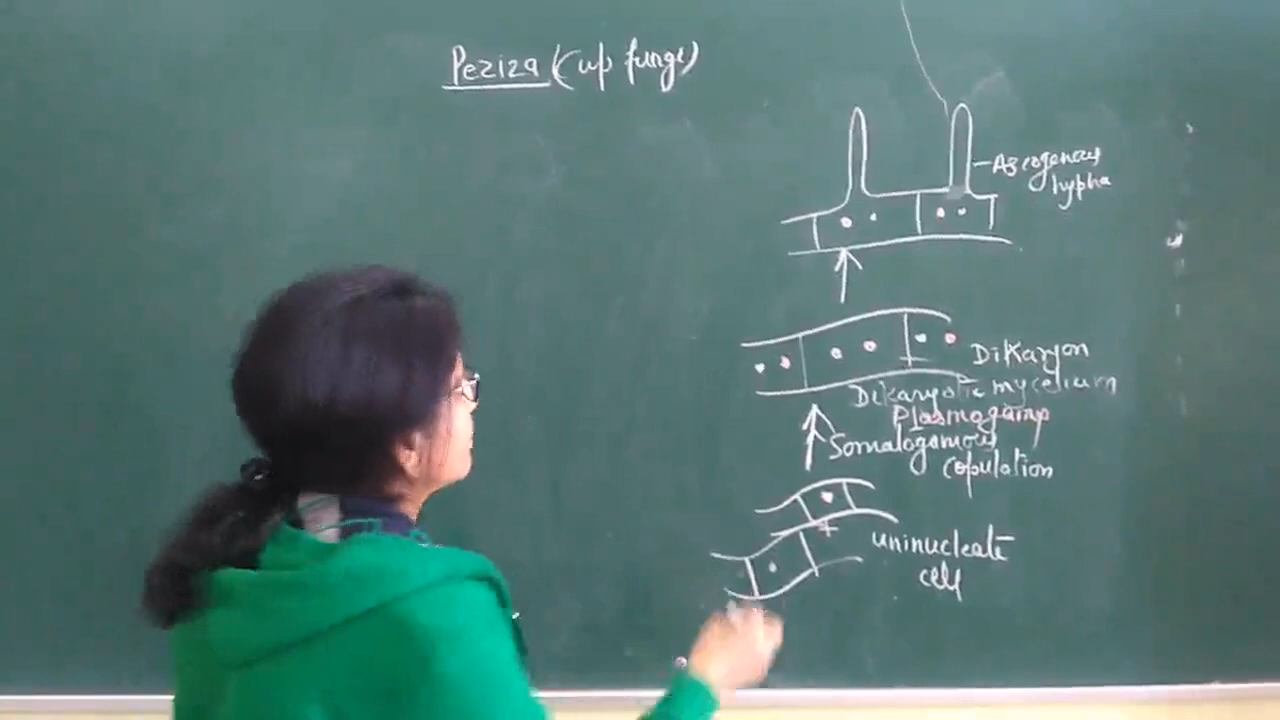 Peziza (cup fungi)
Ascogenous
hypha
Dikaryon
Dikaryotic mycelium
Plasmogamy
Somatogamous
copulation
uninucleate
cell